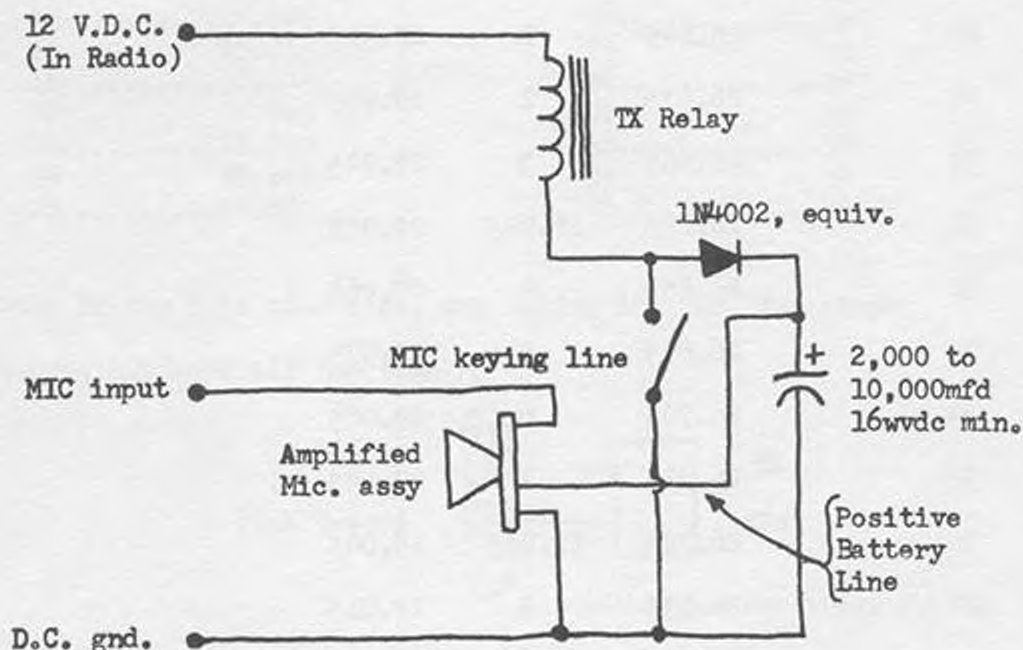 12 V.D.C.
(In Radio)
TX Relay
1N4002, equiv.
MIC keying line
+
2,000 to
10,000mfd
16wvdc min.
MIC input
Amplified
Mic. assy
Positive
Battery
Line
D.C. gnd.